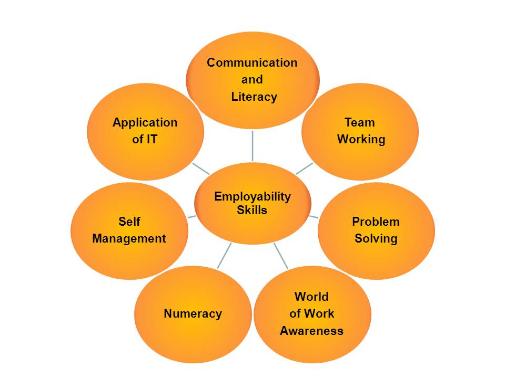 Communication
and
Literacy
Team
Working
Problem
Solving
World
of Work
Awareness
Numeracy
Self
Management
Application
of IT
Employability
Skills